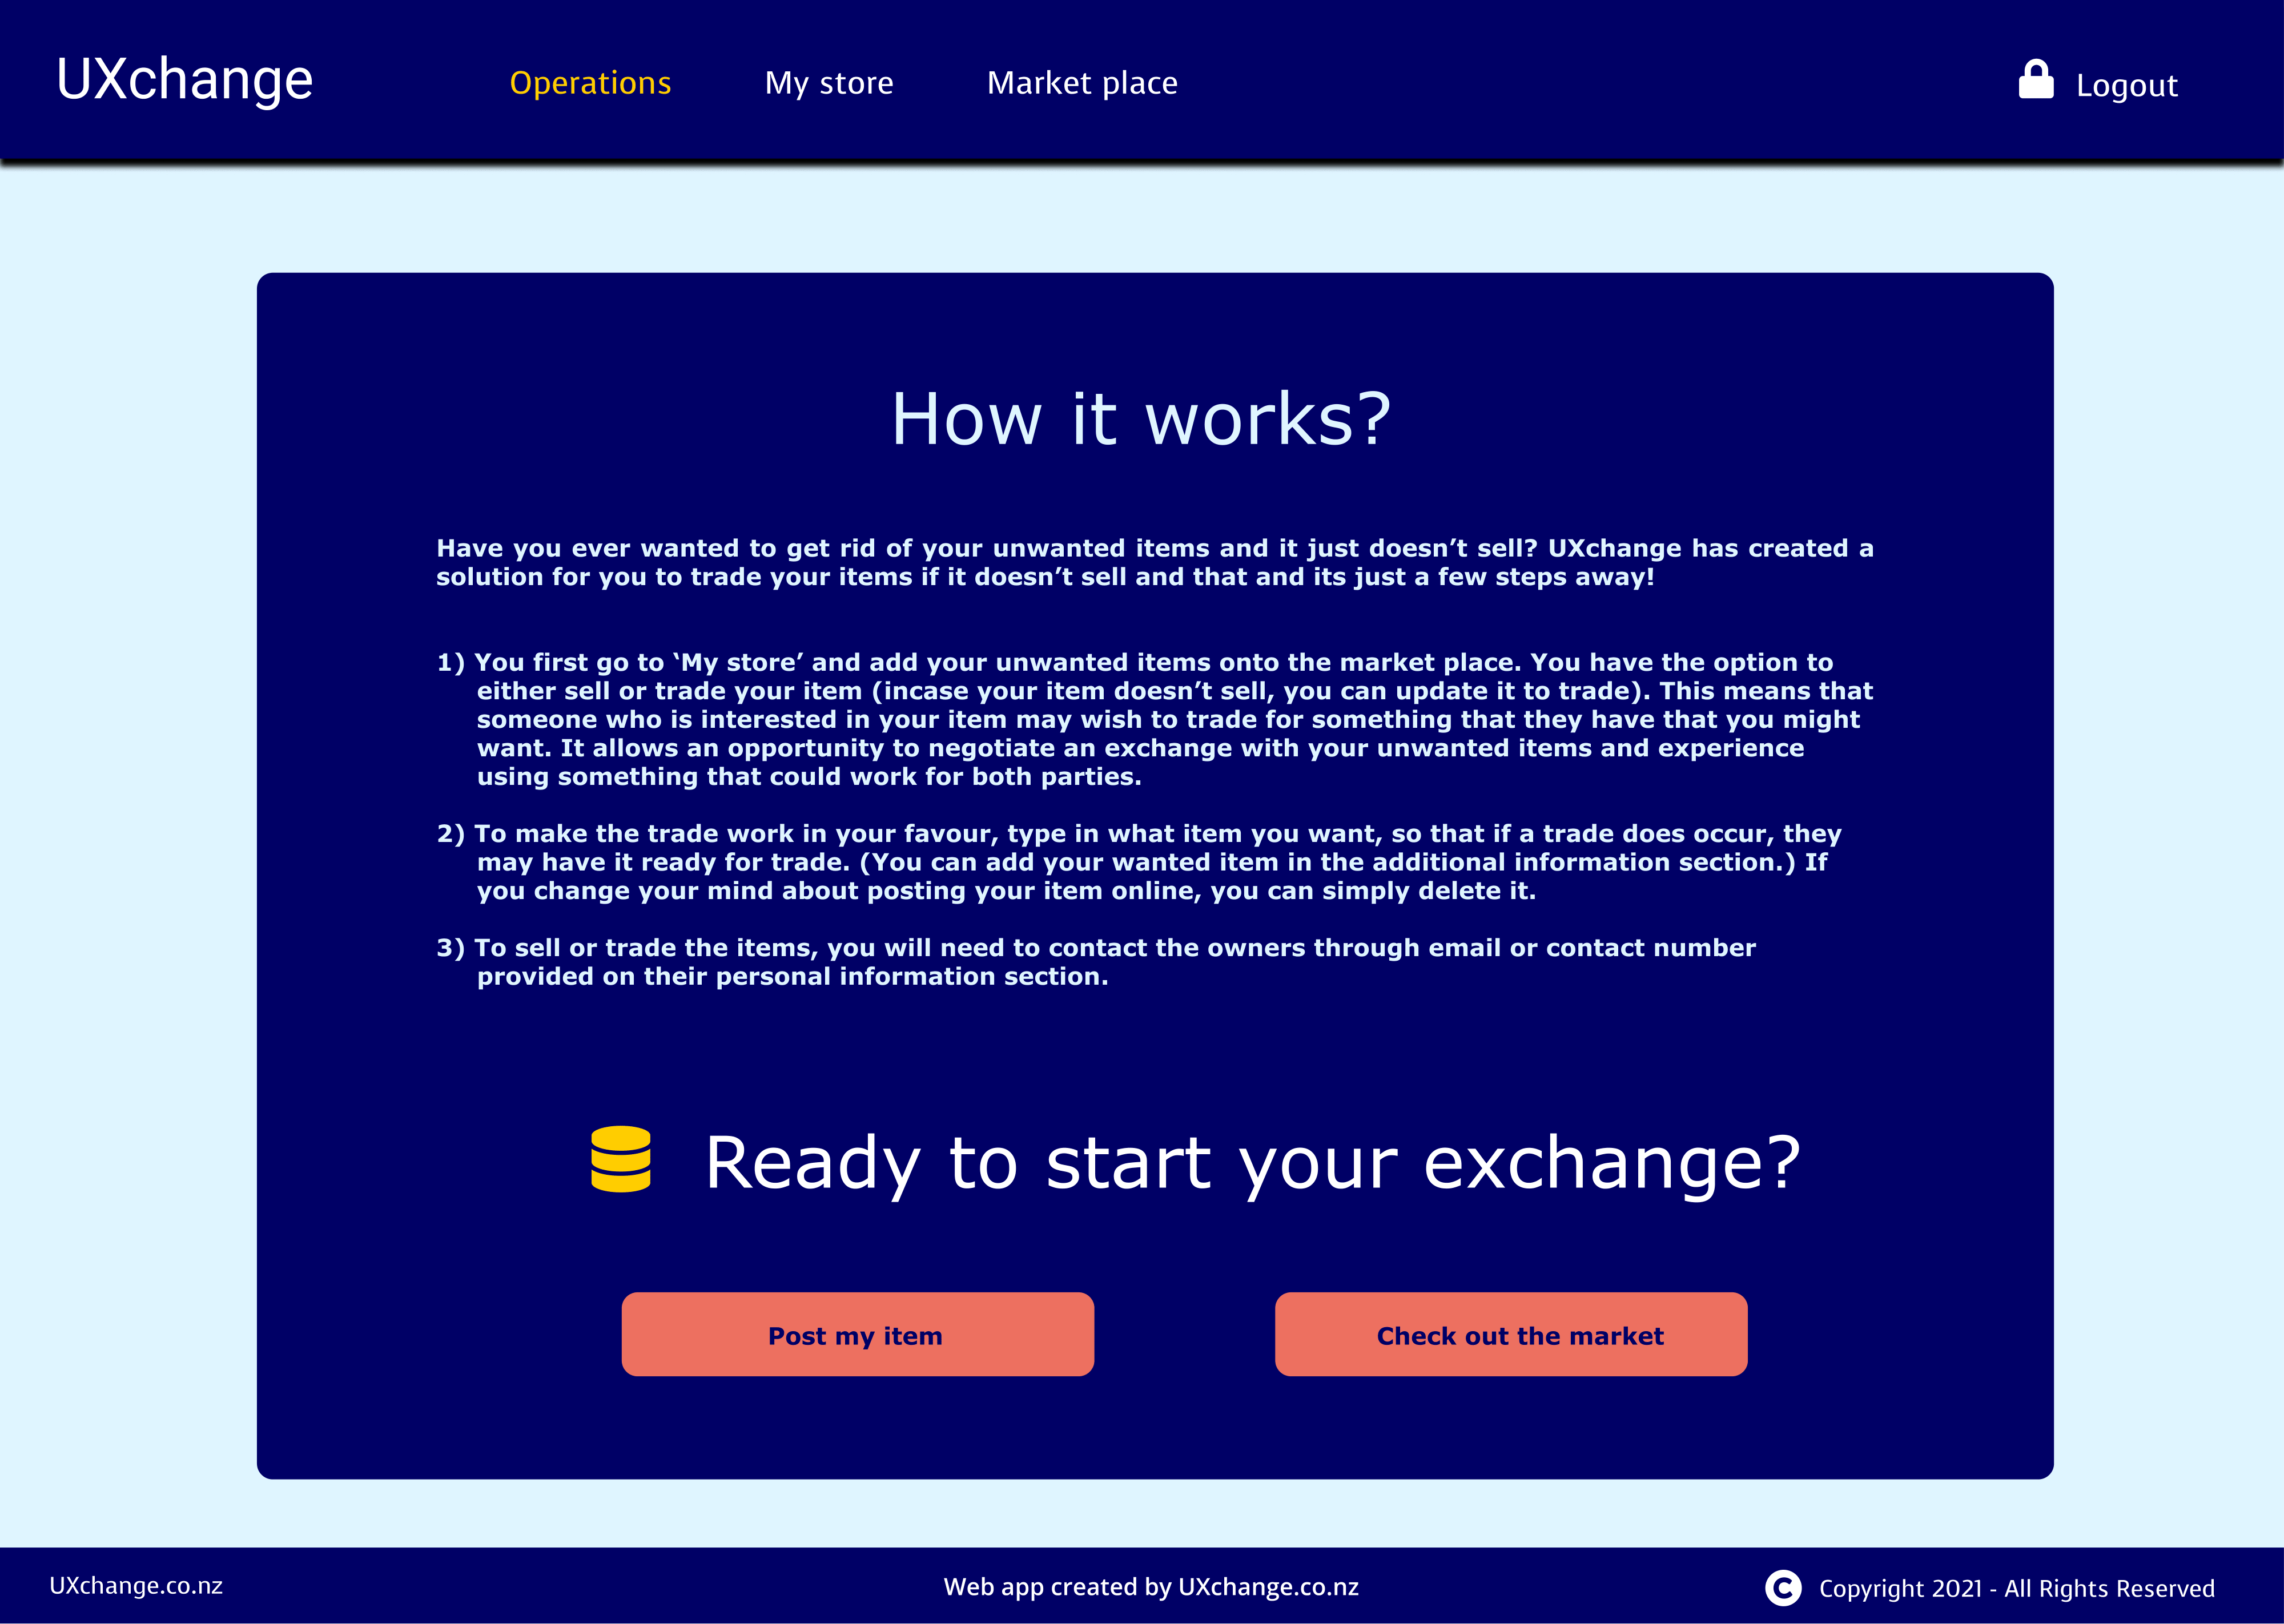 UXchange
Operations
My store
Market place
Logout
How it works?
Have you ever wanted to get rid of your unwanted items and it just doesn’t sell? UXchange has created a
solution for you to trade your items if it doesn’t sell and that and its just a few steps away!
1) You first go to ‘My store’ and add your unwanted items onto the market place. You have the option to
either sell or trade your item (incase your item doesn’t sell, you can update it to trade). This means that
someone who is interested in your item may wish to trade for something that they have that you might
want. It allows an opportunity to negotiate an exchange with your unwanted items and experience
using something that could work for both parties.
2) To make the trade work in your favour, type in what item you want, so that if a trade does occur, they
may have it ready for trade. (You can add your wanted item in the additional information section.) If
you change your mind about posting your item online, you can simply delete it.
3) To sell or trade the items, you will need to contact the owners through email or contact number
provided on their personal information section.
Ready to start your exchange?
Post my item
Check out the market
UXchange.co.nz
Web app created by UXchange.co.nz
Copyright 2021 - All Rights Reserved